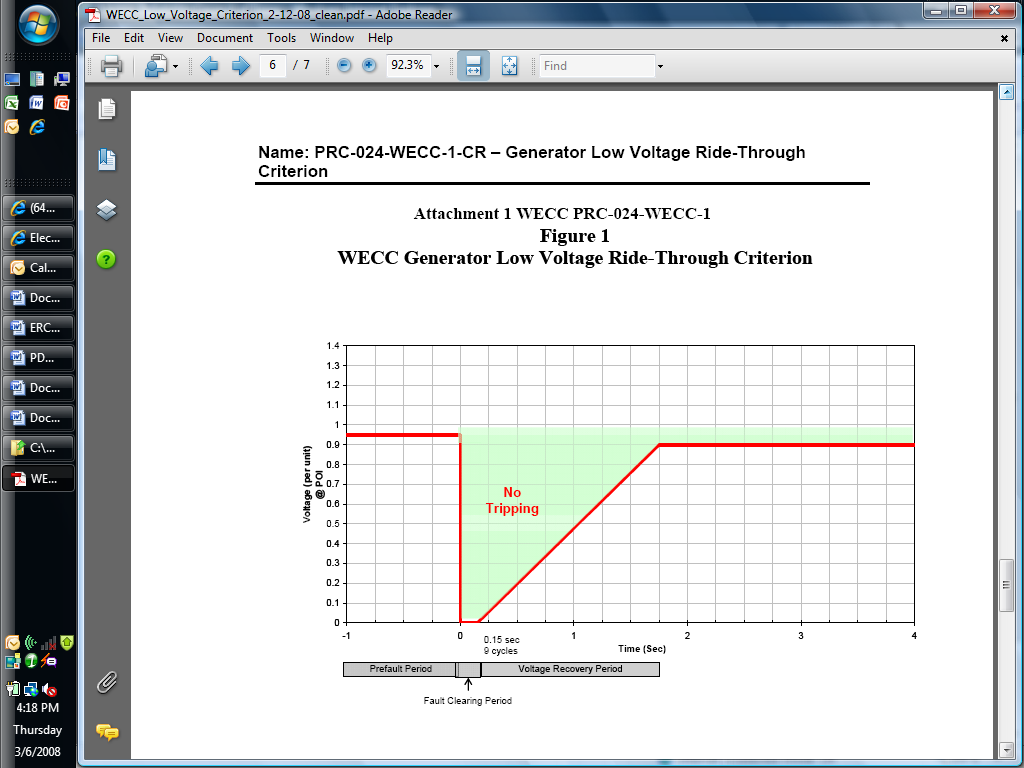 WECC_Low_Voltage_Criterion_2-12-08_clean.pdf - Adobe Reader
File Edit View Document Tools Window Help
6 / 7 92.3% Find
Name: PRC-024-WECC-1-CR – Generator Low Voltage Ride-Through
Criterion
Attachment 1 WECC PRC-024-WECC-1
Figure 1
WECC Generator Low Voltage Ride-Through Criterion
1.4
1.3
1.2
1.1
1
0.9
0.8
0.7
0.6
0.5
0.4
0.3
0.2
0.1
0
Voltage (per unit)
@ POI
No
Tripping
-1 0 1 2 3 4
0.15 sec
9 cycles
Time (Sec)
Prefault Period
Voltage Recovery Period
Fault Clearing Period
(64...
Elec...
Cal...
Doc...
ERC...
PD...
Doc...
Doc...
C:\...
WE...
4:18 PM
Thursday
3/6/2008